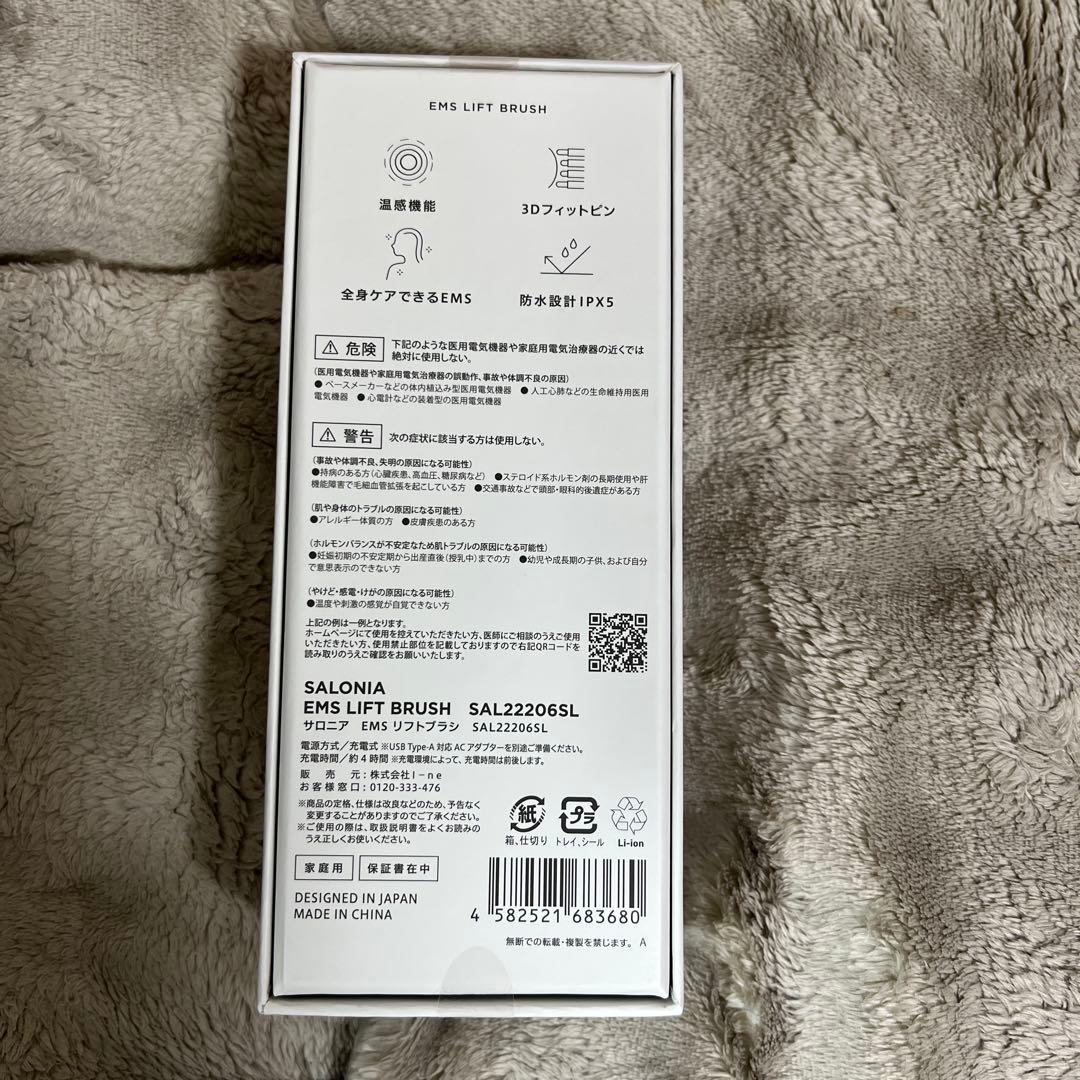 EMS LIFT BRUSH
温感機能
3Dフィットピン
全身ケアできるEMS
防水設計IPX5
危険 下記のような医用電気機器や家庭用電気治療器の近くでは
絶対に使用しない。
(医用電気機器や家庭用電気治療器の誤動作、事故や体調不良の原因)
●ペースメーカーなどの体内植込み型医用電気機器 ●人工心肺などの生命維持用医用
電気機器 ●心電計などの装着型の医用電気機器
警告 次の症状に該当する方は使用しない。
(事故や体調不良、失明の原因になる可能性)
●持病のある方(心臓疾患、高血圧、糖尿病など) ●ステロイド系ホルモン剤の長期使用や肝
機能障害で毛細血管拡張を起こしている方 ●交通事故などで頭部・眼科的後遺症がある方
(肌や身体のトラブルの原因になる可能性)
●アレルギー体質の方 ●皮膚疾患のある方
(ホルモンバランスが不安定なため肌トラブルの原因になる可能性)
●妊娠初期の不安定期から出産直後(授乳中)までの方 ●幼児や成長期の子供、および自分
で意思表示のできない方
(やけど・感電・けがの原因になる可能性)
●温度や刺激の感覚が自覚できない方
上記の例は一例となります。
ホームページにて使用を控えていただきたい方、医師にご相談のうえご使用
いただきたい方、使用禁止部位を記載しておりますので右記QRコードを
読み取りのうえご確認をお願いいたします。
SALONIA
EMS LIFT BRUSH SAL22206SL
サロニア EMS リフトブラシ SAL22206SL
電源方式/充電式 ※USB Type-A 対応 AC アダプターを別途ご準備ください。
充電時間/約4時間 ※充電環境によって、充電時間は前後します。
販売元:株式会社I-ne
お客様窓口:0120-333-476
※商品の定格、仕様は改良などのため、予告なく
変更することがありますのでご了承ください。
※ご使用の際は、取扱説明書をよくお読みの
うえ正しくお使いください。
紙 プラ
箱、仕切り トレイ、シール Li-ion
家庭用 保証書在中
DESIGNED IN JAPAN
MADE IN CHINA
4 582521 683680
無断での転載・複製を禁じます。 A